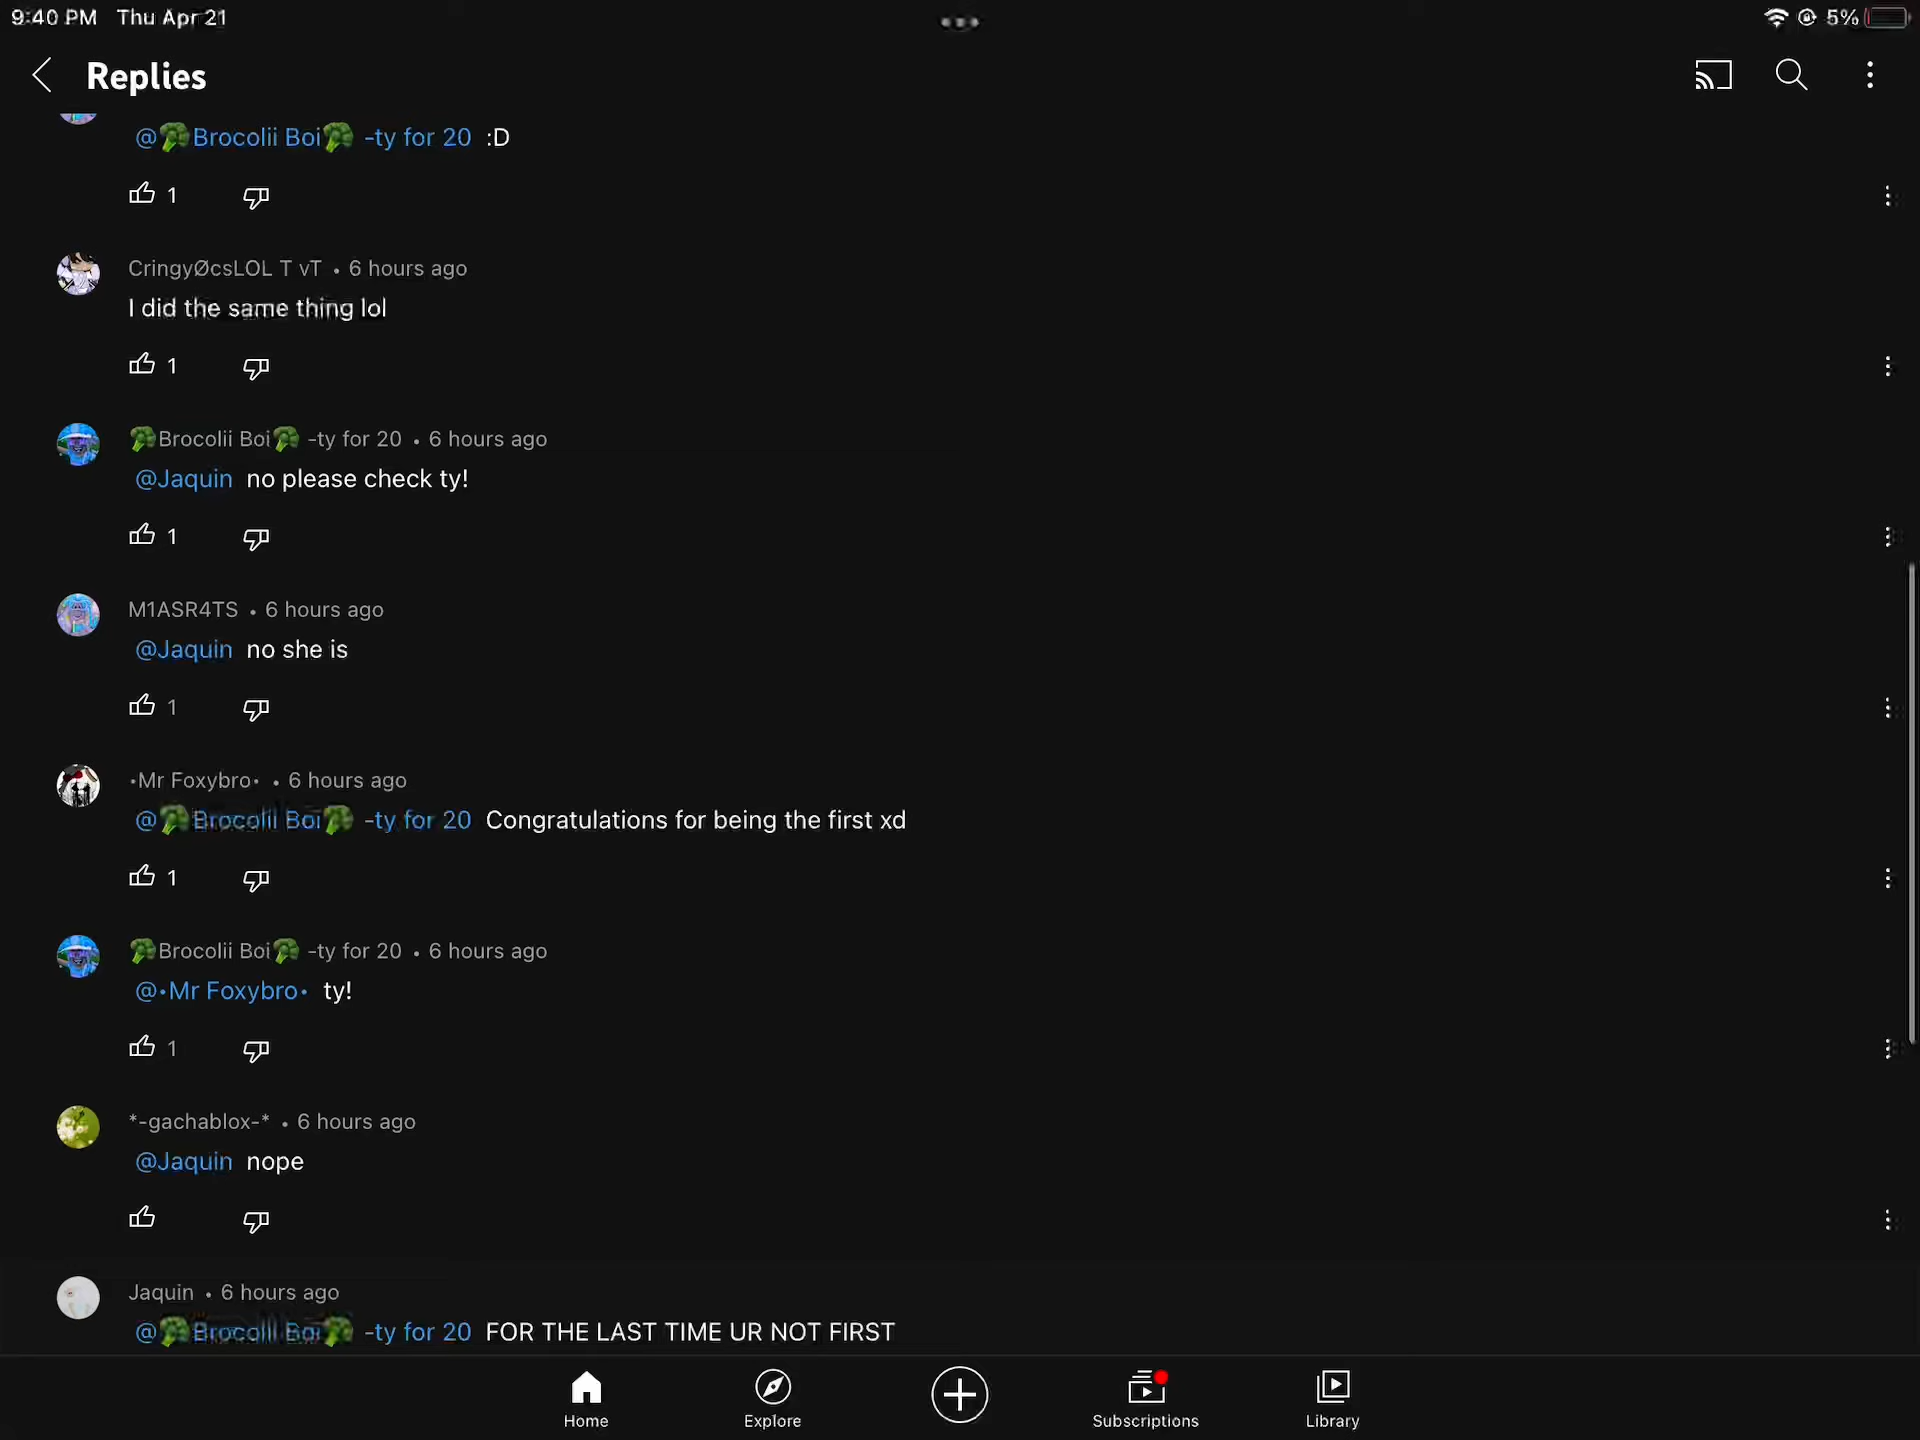 9:40 PM Thu Apr 21
5%
Replies
@🥦Brocolii Boi🥦 -ty for 20 :D
1
CringyØcsLOL T vT • 6 hours ago
I did the same thing lol
1
🥦Brocolii Boi🥦 -ty for 20 • 6 hours ago
@Jaquin no please check ty!
1
M1ASR4TS • 6 hours ago
@Jaquin no she is
1
•Mr Foxybro• • 6 hours ago
@🥦Brocolii Boi🥦 -ty for 20 Congratulations for being the first xd
1
🥦Brocolii Boi🥦 -ty for 20 • 6 hours ago
@•Mr Foxybro• ty!
1
*-gachablox-* • 6 hours ago
@Jaquin nope
Jaquin • 6 hours ago
@🥦Brocolii Boi🥦 -ty for 20 FOR THE LAST TIME UR NOT FIRST
Home Explore Subscriptions Library